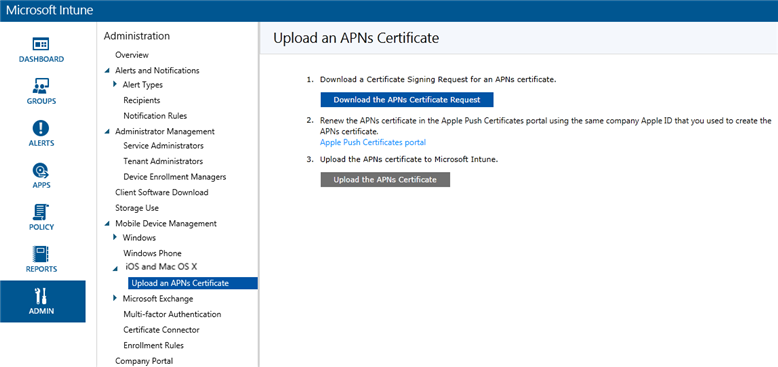 Microsoft Intune
DASHBOARD
GROUPS
ALERTS
APPS
POLICY
REPORTS
ADMIN
Administration
Overview
Alerts and Notifications
Alert Types
Recipients
Notification Rules
Administrator Management
Service Administrators
Tenant Administrators
Device Enrollment Managers
Client Software Download
Storage Use
Mobile Device Management
Windows
Windows Phone
iOS and Mac OS X
Upload an APNs Certificate
Microsoft Exchange
Multi-factor Authentication
Certificate Connector
Enrollment Rules
Company Portal
Upload an APNs Certificate
1. Download a Certificate Signing Request for an APNs certificate.
Download the APNs Certificate Request
2. Renew the APNs certificate in the Apple Push Certificates portal using the same company Apple ID that you used to create the
APNs certificate.
Apple Push Certificates portal
3. Upload the APNs certificate to Microsoft Intune.
Upload the APNs Certificate